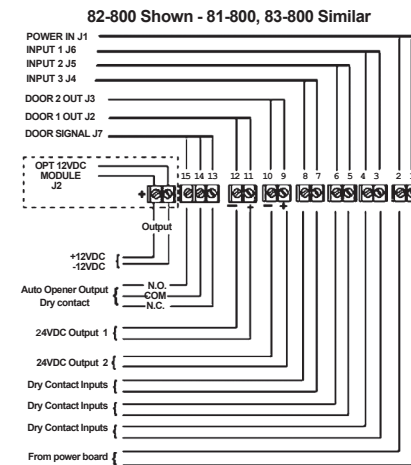 82-800 Shown - 81-800, 83-800 Similar
POWER IN J1
INPUT 1 J6
INPUT 2 J5
INPUT 3 J4
DOOR 2 OUT J3
DOOR 1 OUT J2
DOOR SIGNAL J7
OPT 12VDC
MODULE
J2
15 14 13 12 11 10 9 8 7 6 5 4 3 2 1
+
- + - +
Output
+12VDC
-12VDC
{
Auto Opener Output
Dry contact
{
N.O.
COM
N.C.
24VDC Output 1 {
24VDC Output 2 {
Dry Contact Inputs {
Dry Contact Inputs {
Dry Contact Inputs {
From power board {